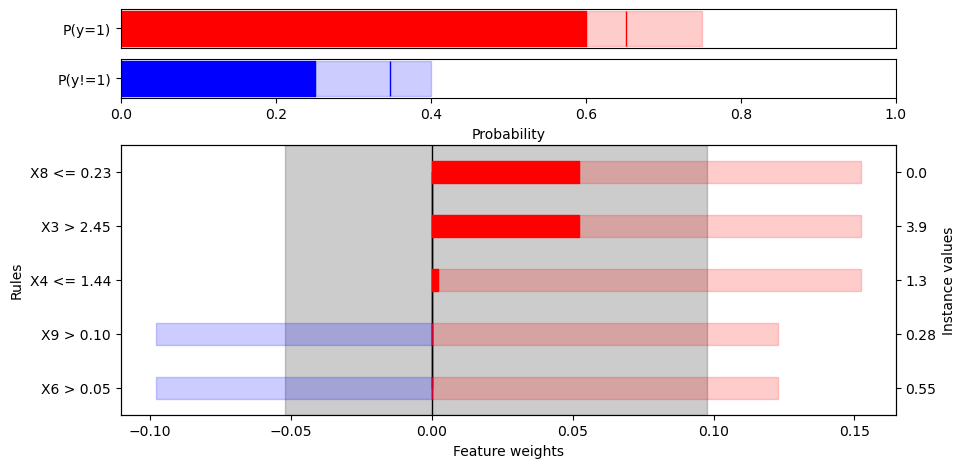 P(y=1)
P(y!=1)
0.0 0.2 0.4 0.6 0.8 1.0
Probability
X8 <= 0.23 0.0
X3 > 2.45 3.9
X4 <= 1.44 1.3
X9 > 0.10 0.28
X6 > 0.05 0.55
Rules
Instance values
−0.10 −0.05 0.00 0.05 0.10 0.15
Feature weights